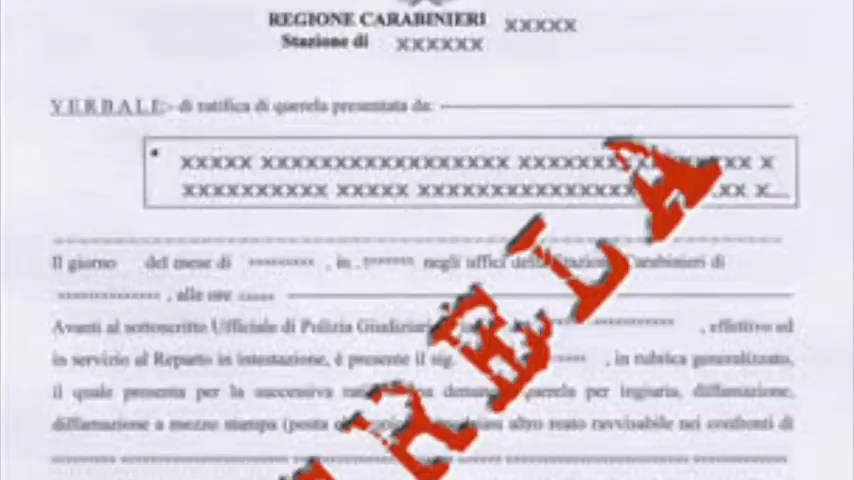 REGIONE CARABINIERI XXXXX
Stazione di XXXXXX
VERBALE:- di ratifica di querela presentata da:
XXXXX XXXXXXXXXXXXXXXXX XXXXXXX XX X
XXXXXXXXXX XXXXX XXXXXXXXXXXXXXX XX X
Il giorno del mese di , in negli uffici della Stazione Carabinieri di
, alle ore
Avanti al sottoscritto Ufficiale di Polizia Giudiziaria , effettivo ed
in servizio al Reparto in intestazione, è presente il sig. , in rubrica generalizzato,
il quale presenta per la successiva denuncia querela per ingiuria, diffamazione,
diffamazione a mezzo stampa (posta altro reato ravvisabile nei confronti di
RELA